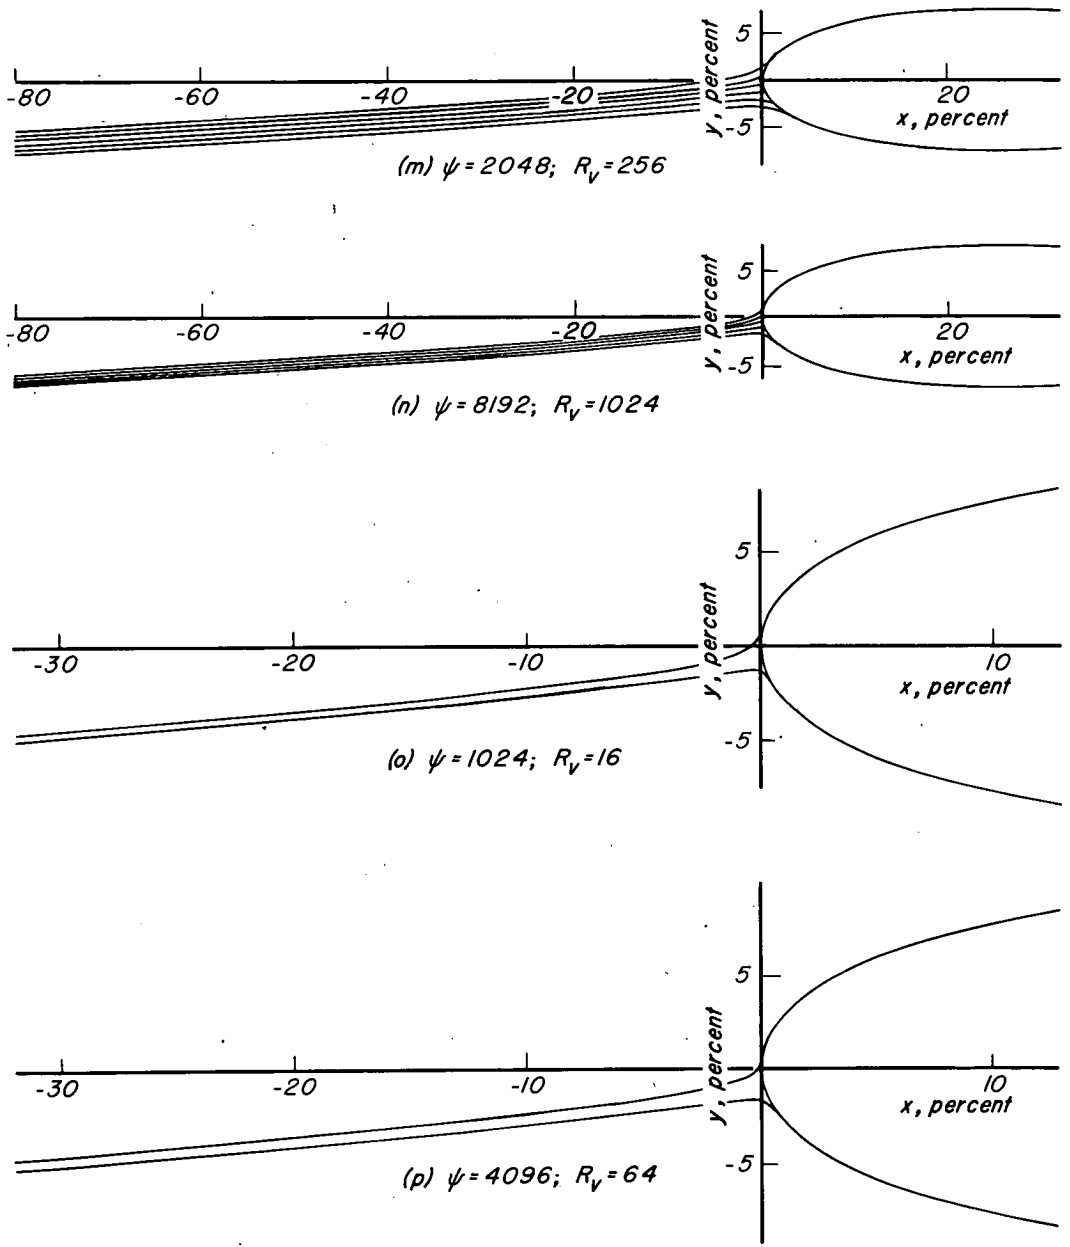 5
-80 -60 -40 -20 20
y, percent
x, percent
-5
(m) ψ = 2048; R_v = 256
5
-80 -60 -40 -20 20
y, percent
x, percent
-5
(n) ψ = 8192; R_v = 1024
5
-30 -20 -10 10
y, percent
x, percent
-5
(o) ψ = 1024; R_v = 16
5
-30 -20 -10 10
y, percent
x, percent
-5
(p) ψ = 4096; R_v = 64